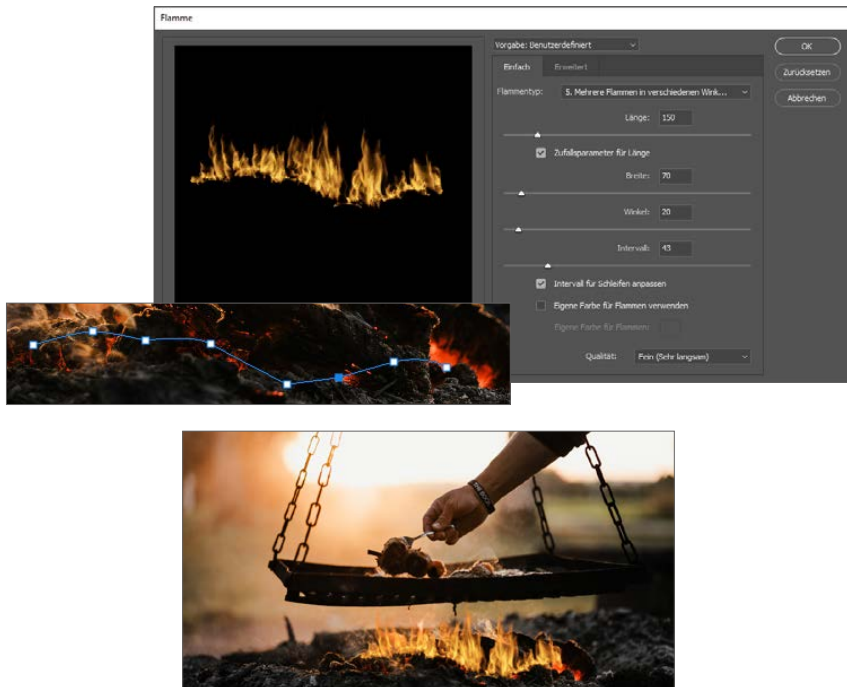 Flamme
Vorgabe: Benutzerdefiniert
OK
Zurücksetzen
Abbrechen
Einfach
Erweitert
Flammentyp:
5. Mehrere Flammen in verschiedenen Wink...
Länge:
150
Zufallsparameter für Länge
Breite:
70
Winkel:
20
Intervall:
43
Intervall für Schleifen anpassen
Eigene Farbe für Flammen verwenden
Eigene Farbe für Flammen:
Qualität:
Fein (Sehr langsam)